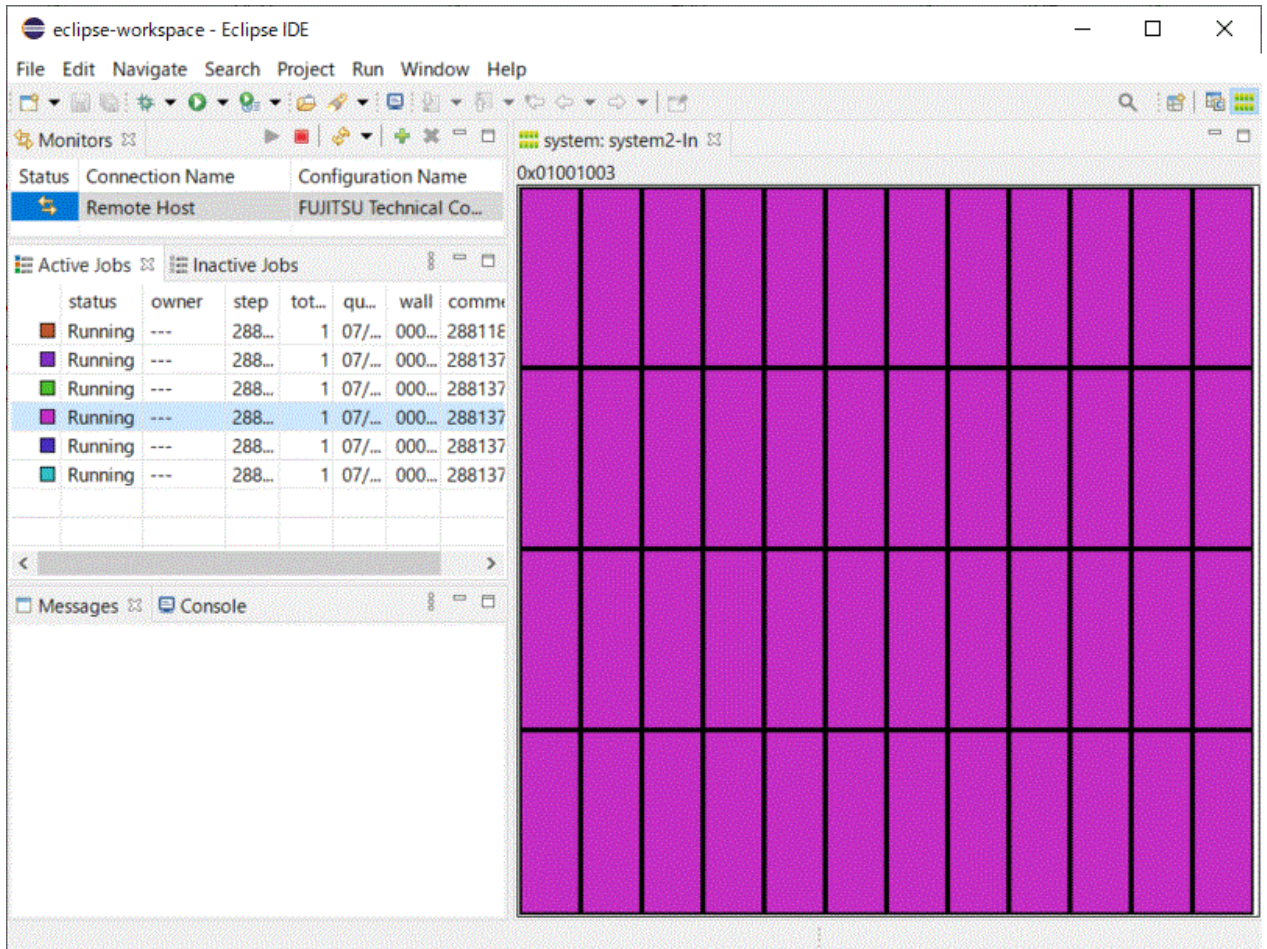 eclipse-workspace - Eclipse IDE
File Edit Navigate Search Project Run Window Help
Monitors
Status Connection Name Configuration Name
Remote Host FUJITSU Technical Co...
Active Jobs Inactive Jobs
status owner step tot... qu... wall comme
Running --- 288... 1 07/... 000... 288118
Running --- 288... 1 07/... 000... 288137
Running --- 288... 1 07/... 000... 288137
Running --- 288... 1 07/... 000... 288137
Running --- 288... 1 07/... 000... 288137
Running --- 288... 1 07/... 000... 288137
Messages Console
system: system2-In
0x01001003